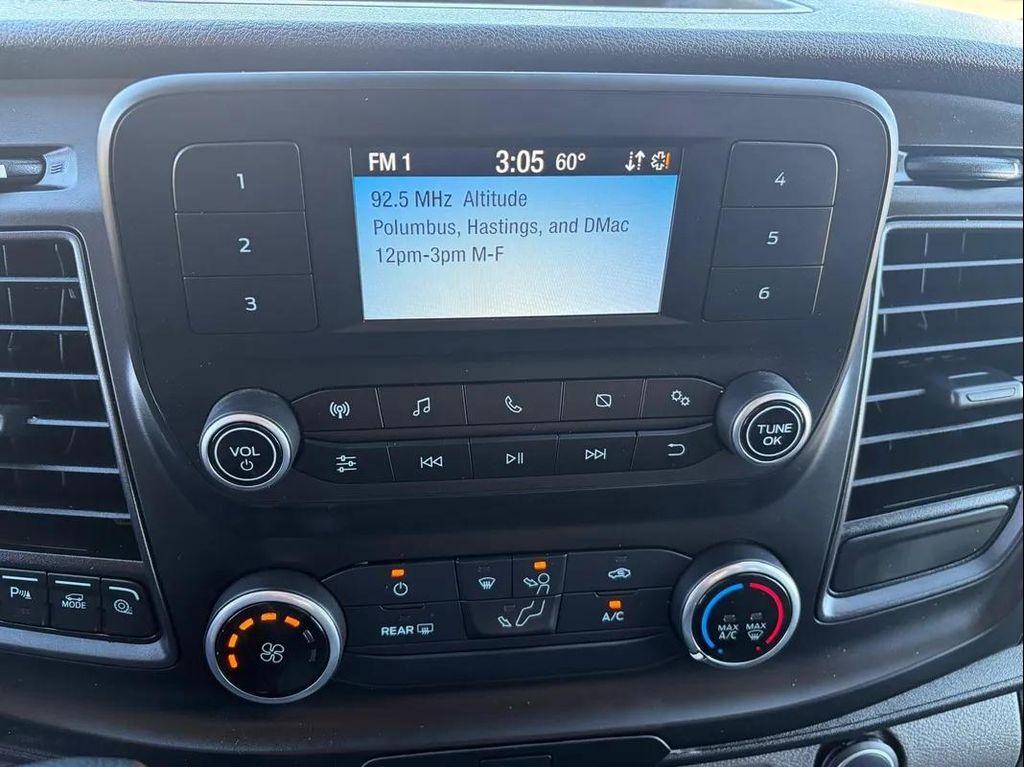 FM 1 3:05 60°
92.5 MHz Altitude
Polumbus, Hastings, and DMac
12pm-3pm M-F
1
2
3
4
5
6
VOL
TUNE
OK
P
MODE
REAR
A/C
MAX
A/C
MAX